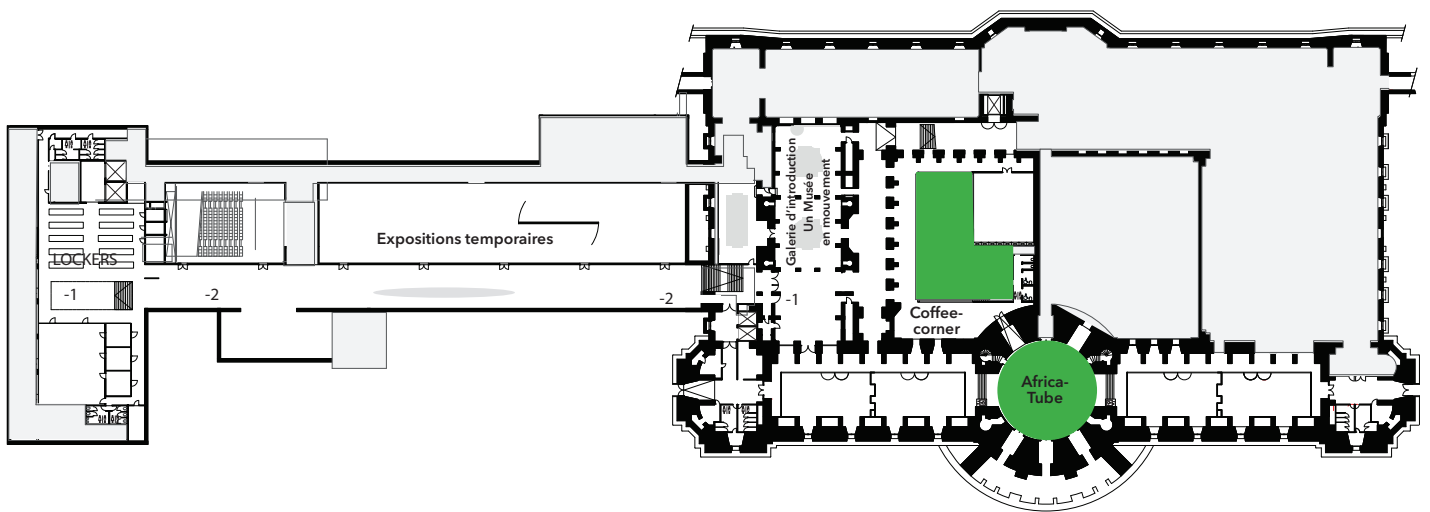 LOCKERS
-1
-2
Expositions temporaires
-2
Galerie d'introduction
Un Musée
en mouvement
-1
Coffee-
corner
Africa-
Tube